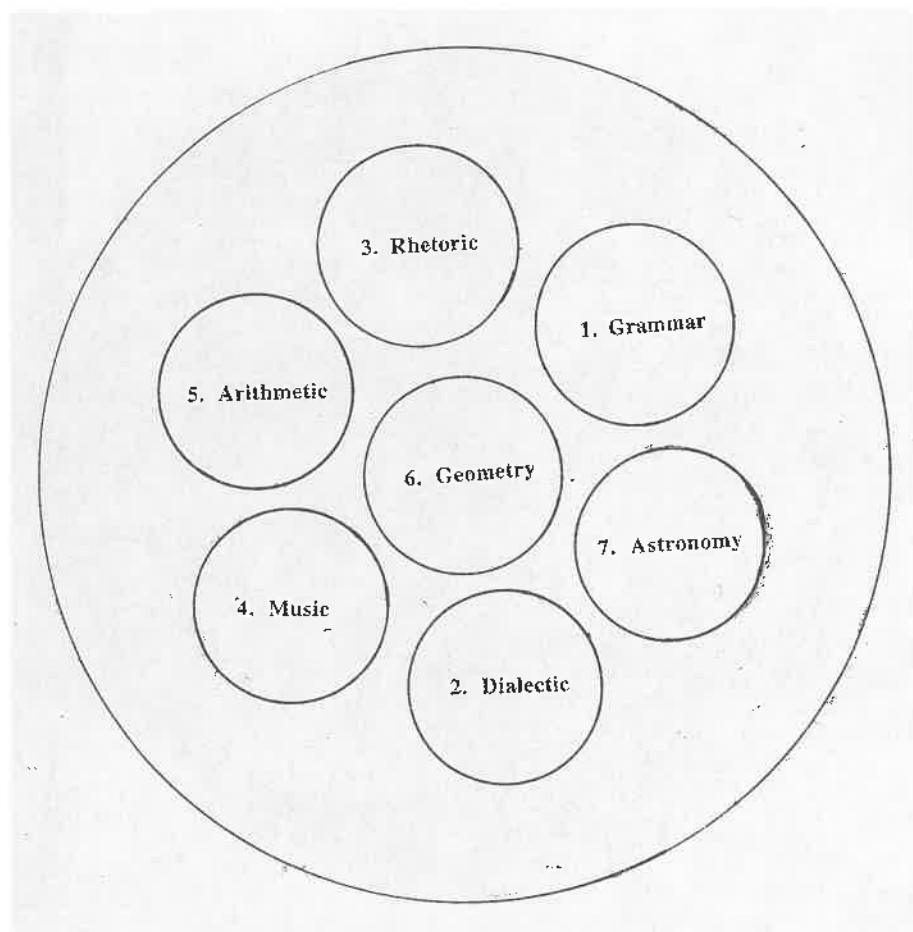 3. Rhetoric
1. Grammar
5. Arithmetic
6. Geometry
7. Astronomy
4. Music
2. Dialectic